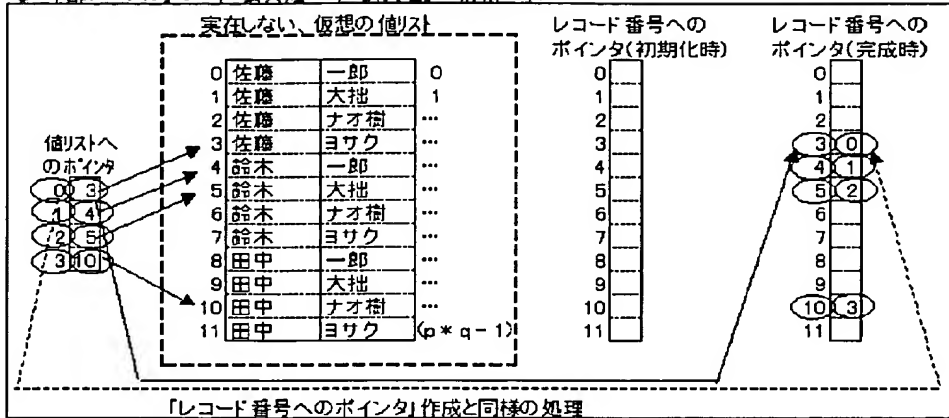 実在しない、仮想の値リスト
0 佐藤 一郎 0
1 佐藤 大拙 1
2 佐藤 ナオ樹 …
3 佐藤 ヨサク …
4 鈴木 一郎 …
5 鈴木 大拙 …
6 鈴木 ナオ樹 …
7 鈴木 ヨサク …
8 田中 一郎 …
9 田中 大拙 …
10 田中 ナオ樹 …
11 田中 ヨサク (p * q - 1)
値リストへ
のポインタ
0 3
1 4
2 5
3 10
レコード番号への
ポインタ(初期化時)
0
1
2
3
4
5
6
7
8
9
10
11
レコード番号への
ポインタ(完成時)
0
1
2
3 0
4 1
5 2
6
7
8
9
10 3
11
「レコード番号へのポインタ」作成と同様の処理